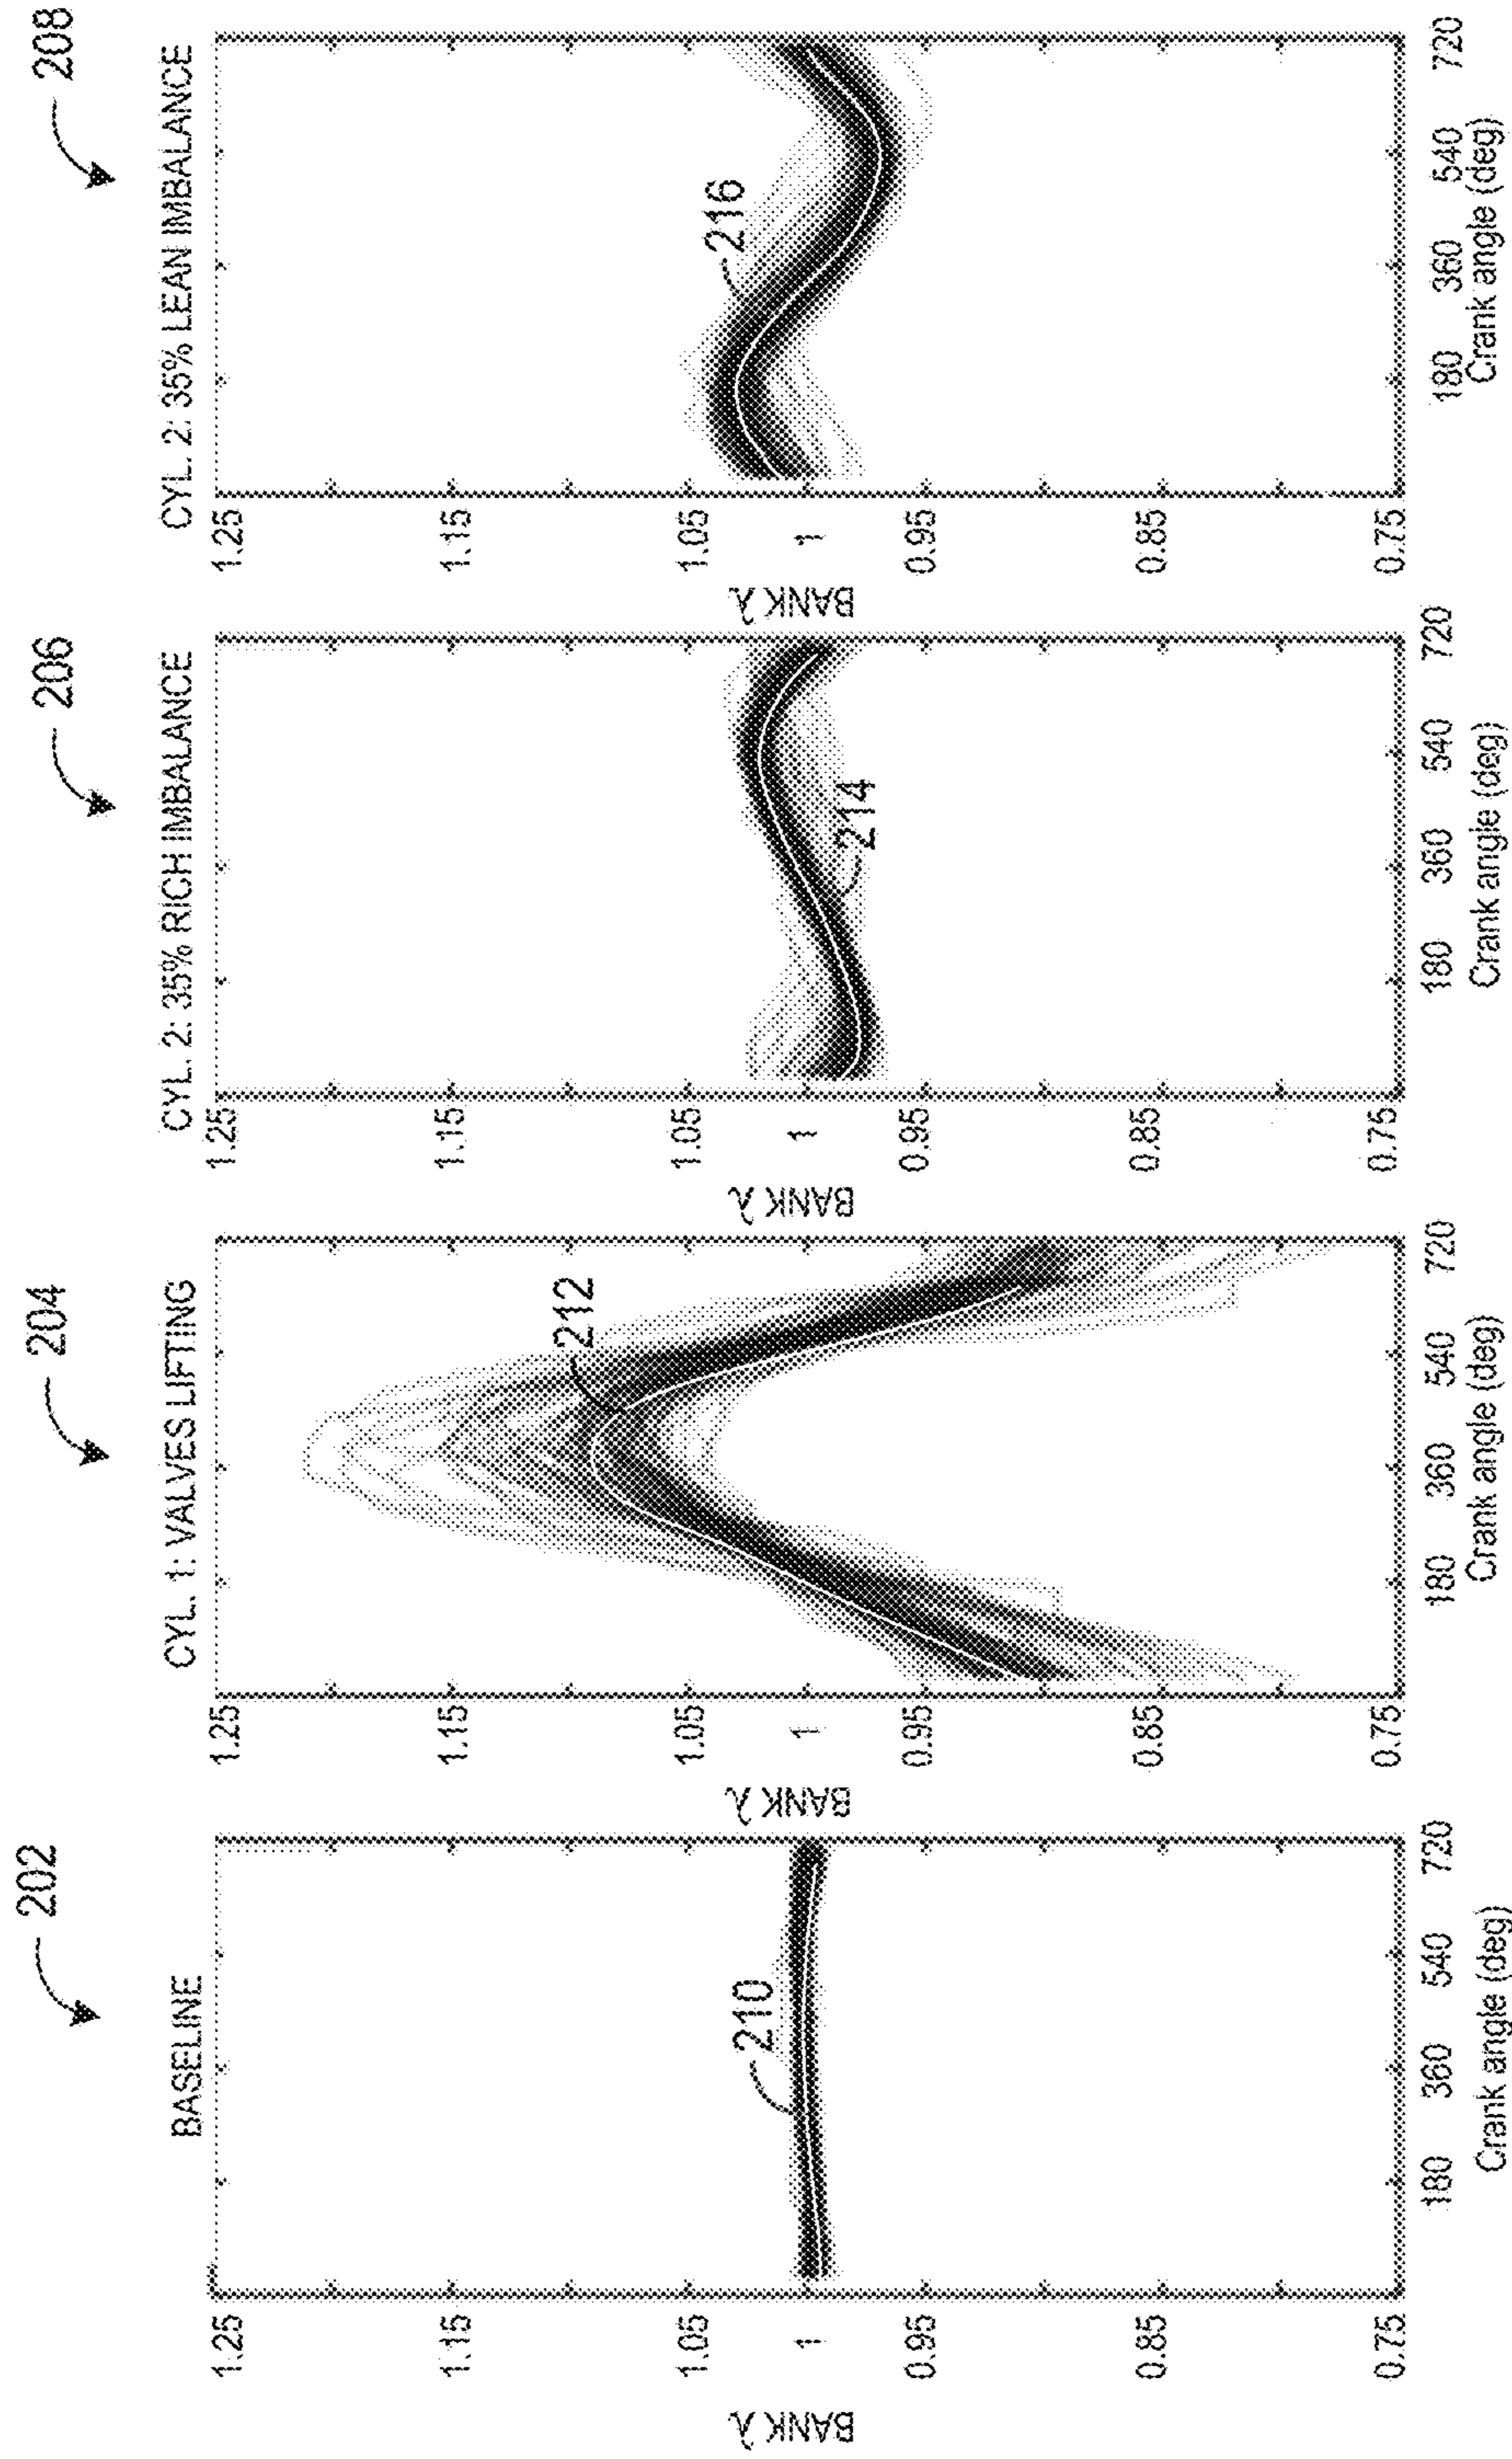 202
BASELINE
BANK λ
1.25
1.15
1.05
1
0.95
0.85
0.75
210
180 360 540 720
Crank angle (deg)
204
CYL. 1: VALVES LIFTING
BANK λ
1.25
1.15
1.05
1
0.95
0.85
0.75
212
180 360 540 720
Crank angle (deg)
206
CYL. 2: 35% RICH IMBALANCE
BANK λ
1.25
1.15
1.05
1
0.95
0.85
0.75
214
180 360 540 720
Crank angle (deg)
208
CYL. 2: 35% LEAN IMBALANCE
BANK λ
1.25
1.15
1.05
1
0.95
0.85
0.75
216
180 360 540 720
Crank angle (deg)